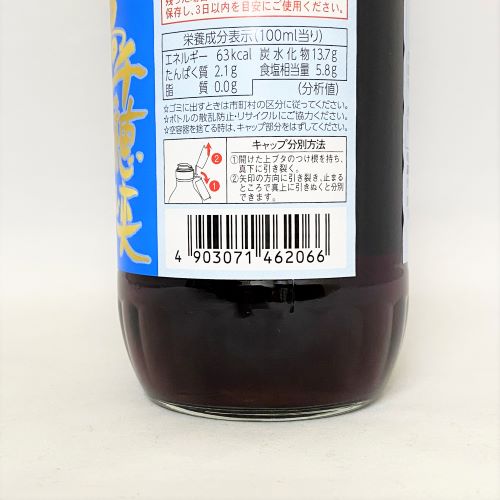 保存し、3日以内を目安にご使用ください。
栄養成分表示(100ml当り)
エネルギー 63kcal 炭水化物 13.7g
たんぱく質 2.1g 食塩相当量 5.8g
脂質 0.0g (分析値)
☆ゴミに出すときは市町村の区分に従ってください。
☆ボトルの散乱防止・リサイクルにご協力ください。
☆空容器を捨てる時は、キャップ部分をはずしてください。
キャップ分別方法
①開けた上ブタのつけ根を持ち、
真下に引き裂く。
②矢印の方向に引き裂き、止まる
ところで真上に引きぬくと分別
できます。
4 903071 462066